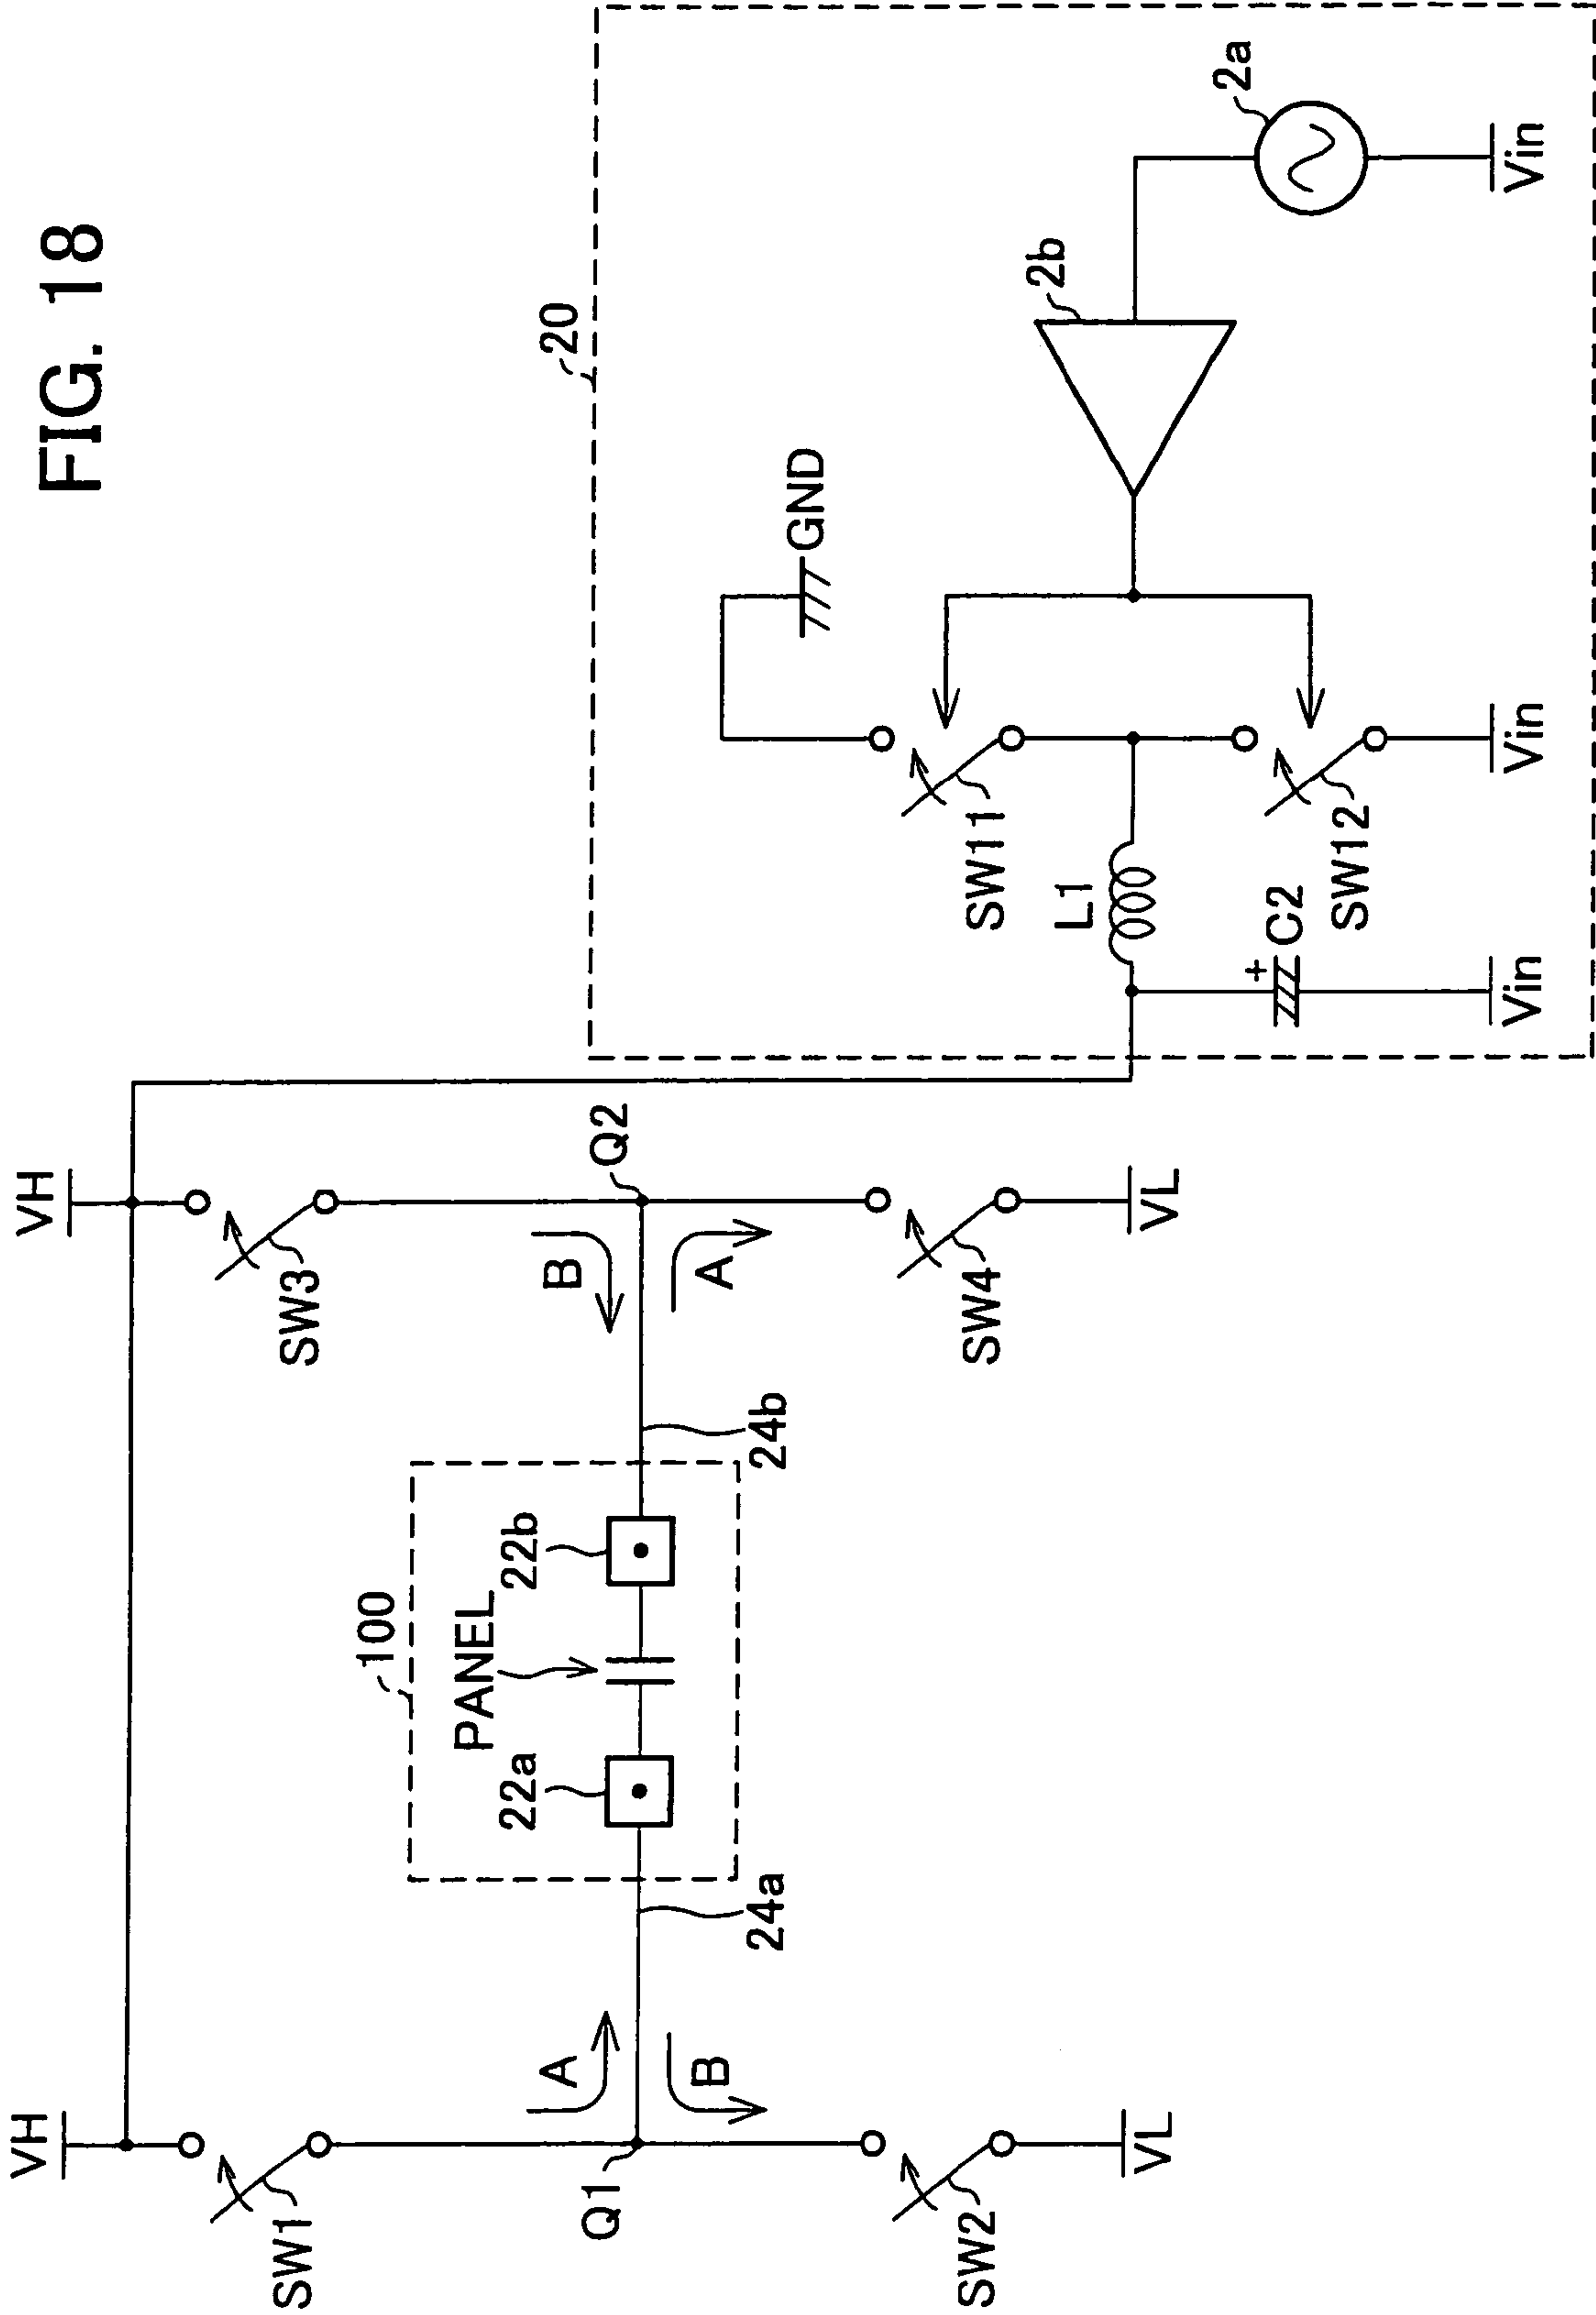 FIG. 18
20
2a
2b
GND
Vin
SW11
SW12
L1
C2
Vin
Vin
VH
SW3
Q2
B
A
SW4
VL
100
PANEL
22a
22b
24a
24b
VH
SW1
Q1
A
B
SW2
VL
+